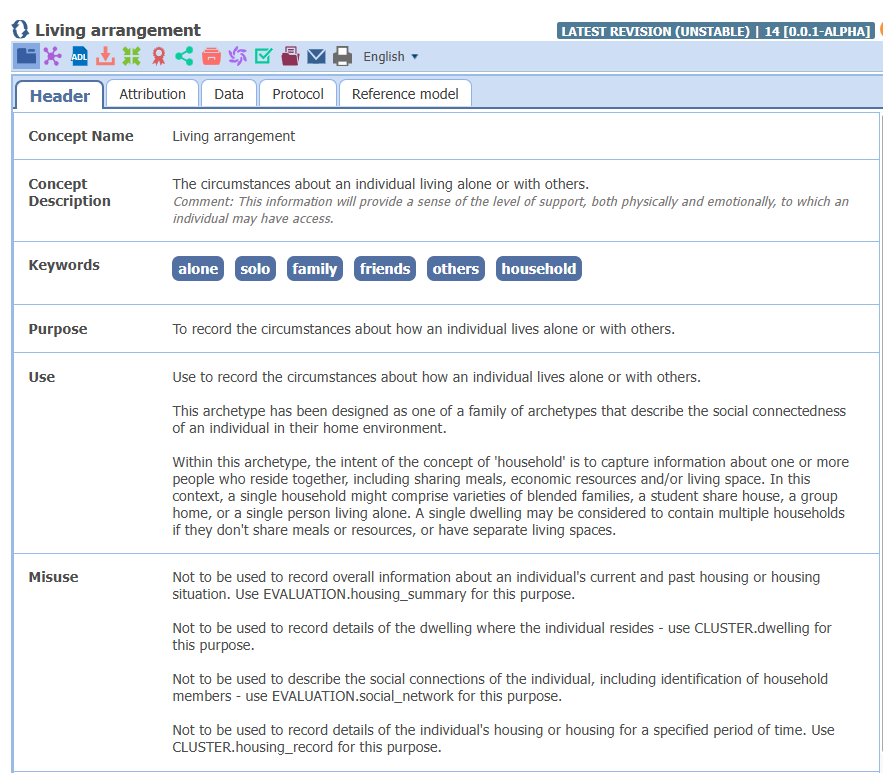 Living arrangement
LATEST REVISION (UNSTABLE) | 14 [0.0.1-ALPHA]
ADL
English
Header
Attribution
Data
Protocol
Reference model
Concept Name
Living arrangement
Concept
Description
The circumstances about an individual living alone or with others.
Comment: This information will provide a sense of the level of support, both physically and emotionally, to which an
individual may have access.
Keywords
alone solo family friends others household
Purpose
To record the circumstances about how an individual lives alone or with others.
Use
Use to record the circumstances about how an individual lives alone or with others.
This archetype has been designed as one of a family of archetypes that describe the social connectedness
of an individual in their home environment.
Within this archetype, the intent of the concept of 'household' is to capture information about one or more
people who reside together, including sharing meals, economic resources and/or living space. In this
context, a single household might comprise varieties of blended families, a student share house, a group
home, or a single person living alone. A single dwelling may be considered to contain multiple households
if they don't share meals or resources, or have separate living spaces.
Misuse
Not to be used to record overall information about an individual's current and past housing or housing
situation. Use EVALUATION.housing_summary for this purpose.
Not to be used to record details of the dwelling where the individual resides - use CLUSTER.dwelling for
this purpose.
Not to be used to describe the social connections of the individual, including identification of household
members - use EVALUATION.social_network for this purpose.
Not to be used to record details of the individual's housing or housing for a specified period of time. Use
CLUSTER.housing_record for this purpose.